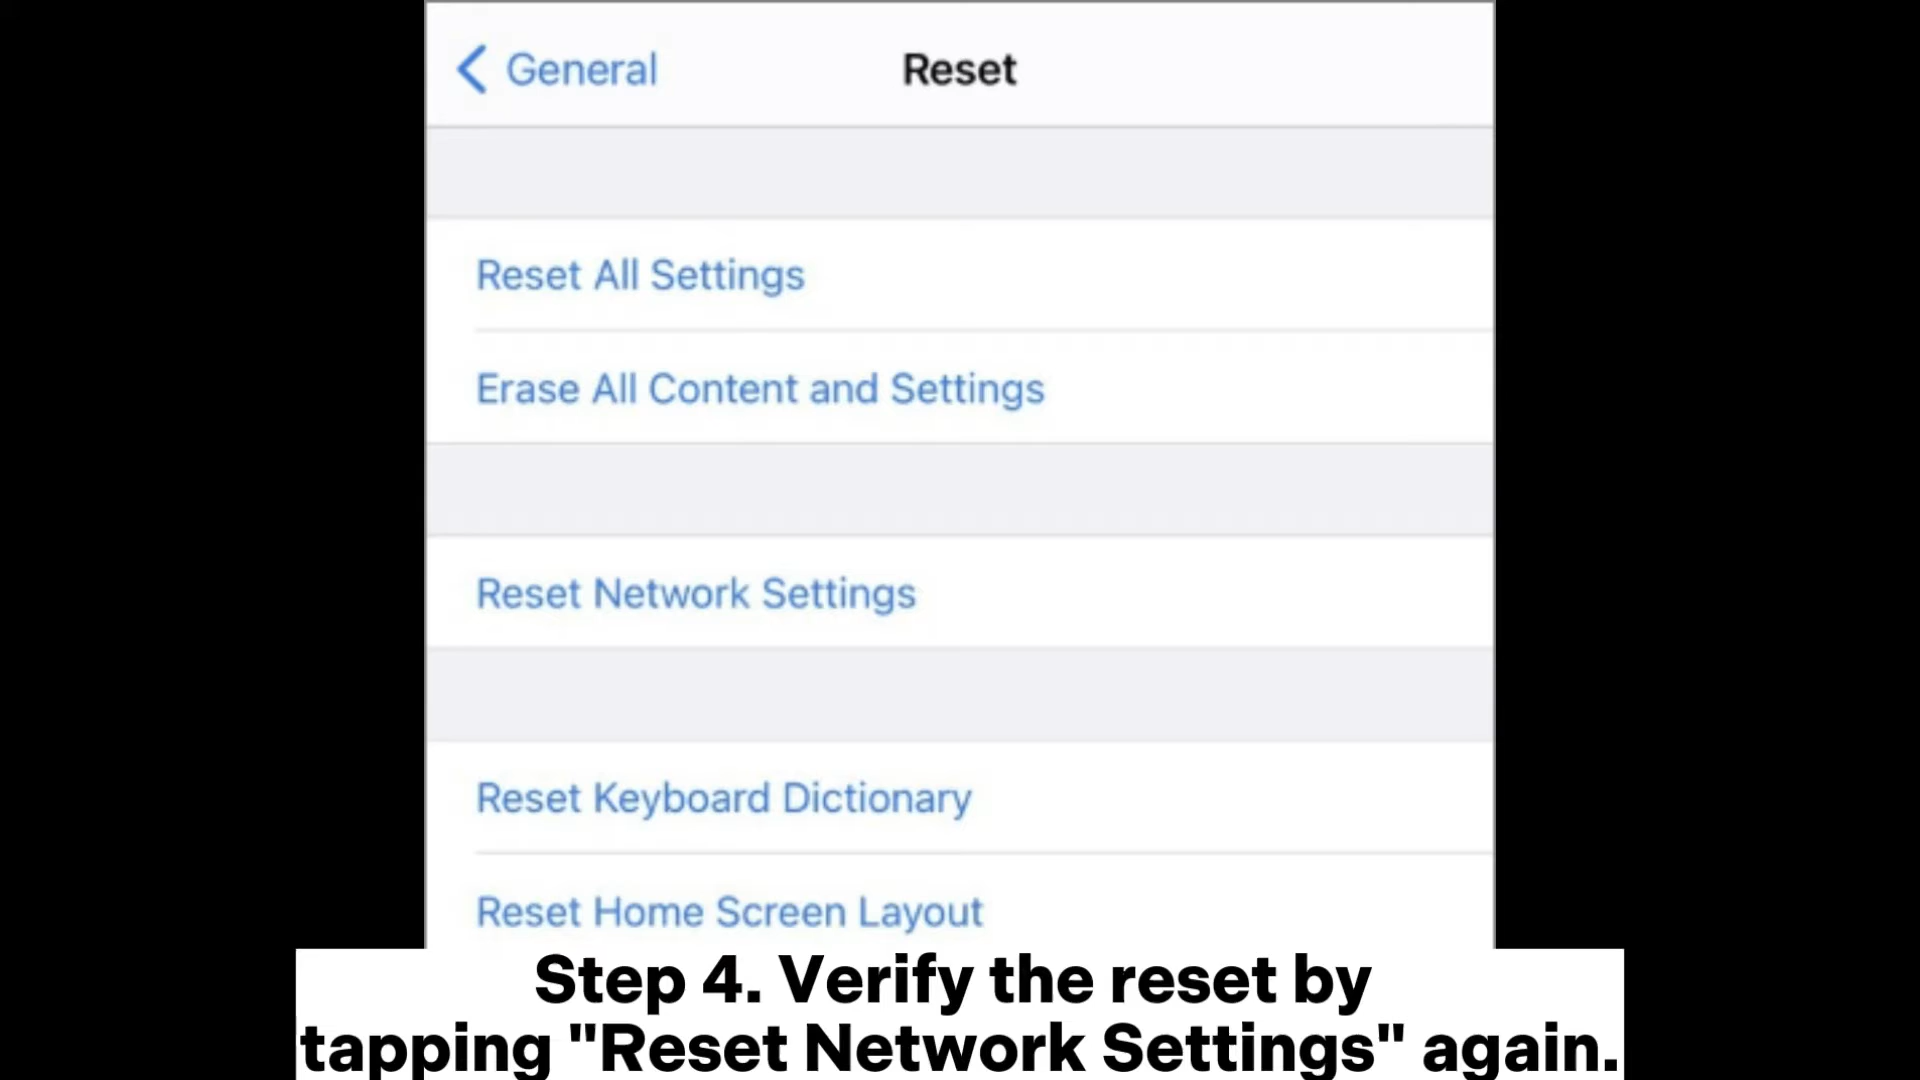 General
Reset
Reset All Settings
Erase All Content and Settings
Reset Network Settings
Reset Keyboard Dictionary
Reset Home Screen Layout
Step 4. Verify the reset by
tapping "Reset Network Settings" again.